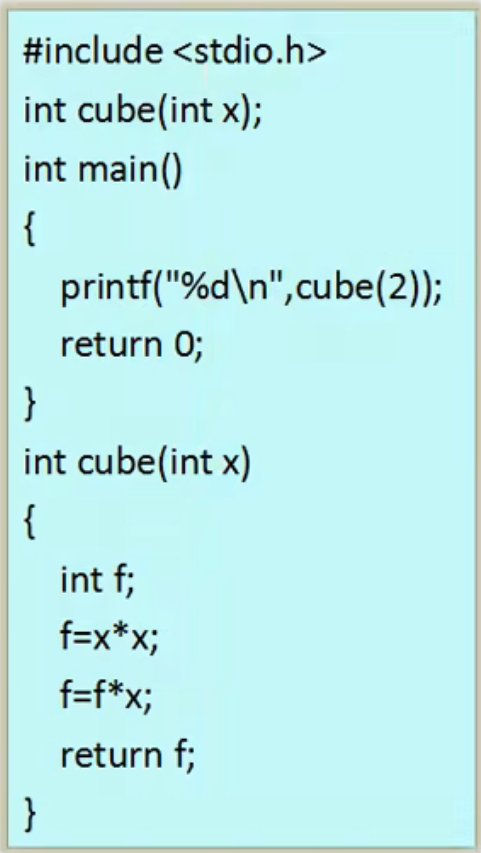 #include <stdio.h>
int cube(int x);
int main()
{
printf("%d\n",cube(2));
return 0;
}
int cube(int x)
{
int f;
f=x*x;
f=f*x;
return f;
}